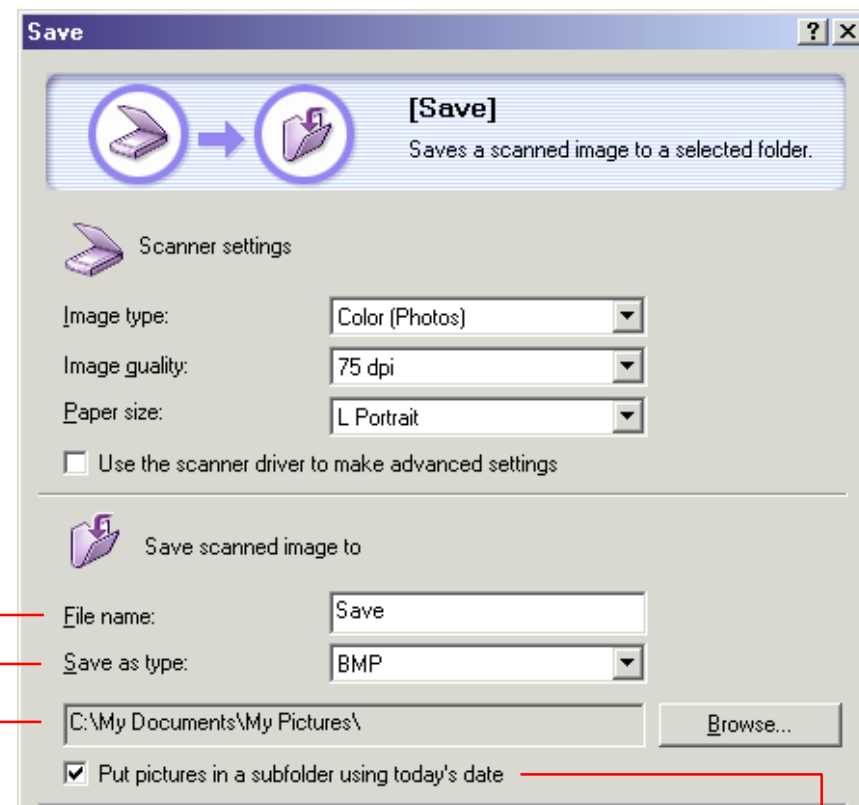 Save
[Save]
Saves a scanned image to a selected folder.
Scanner settings
Image type: Color (Photos)
Image quality: 75 dpi
Paper size: L Portrait
Use the scanner driver to make advanced settings
Save scanned image to
File name: Save
Save as type: BMP
C:\My Documents\My Pictures\ Browse...
Put pictures in a subfolder using today's date